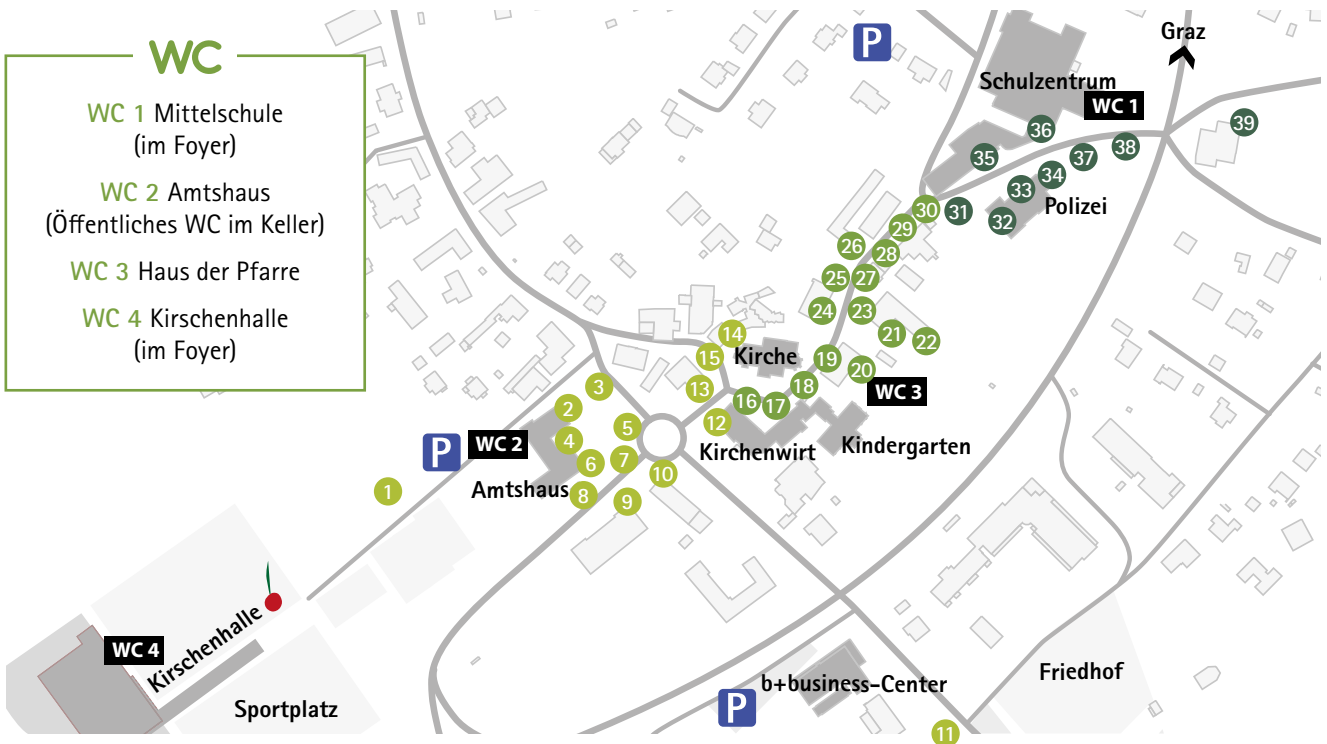 WC
WC 1 Mittelschule
(im Foyer)
WC 2 Amtshaus
(Öffentliches WC im Keller)
WC 3 Haus der Pfarre
WC 4 Kirschenhalle
(im Foyer)
P
Graz
Schulzentrum
WC 1
36
39
35
38
37
34
33
Polizei
32
31
30
29
28
26
27
25
24
23
21
22
14
15
Kirche
19
20
WC 3
18
13
16
17
12
Kirchenwirt
Kindergarten
3
2
5
4
WC 2
P
6
7
10
Amtshaus
1
8
9
Kirschenhalle
WC 4
Sportplatz
b+business-Center
P
Friedhof
11